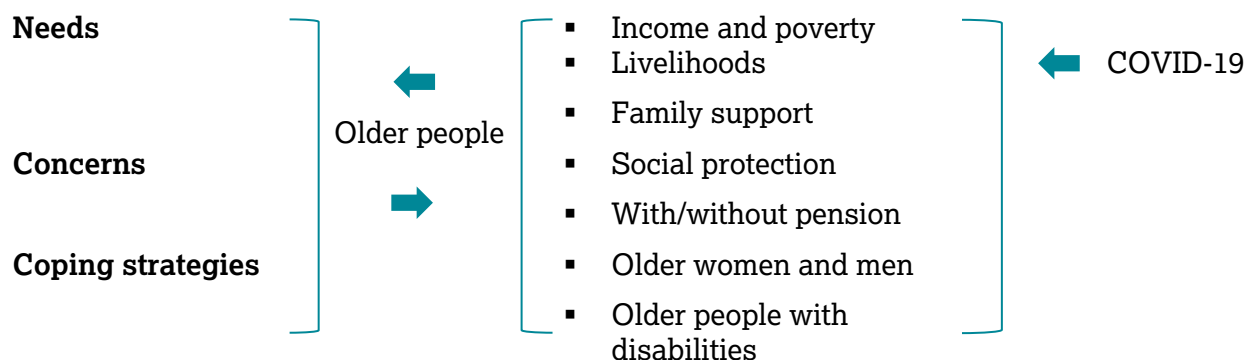 Needs
Concerns
Coping strategies
Older people
▪ Income and poverty
▪ Livelihoods
▪ Family support
▪ Social protection
▪ With/without pension
▪ Older women and men
▪ Older people with
disabilities
COVID-19